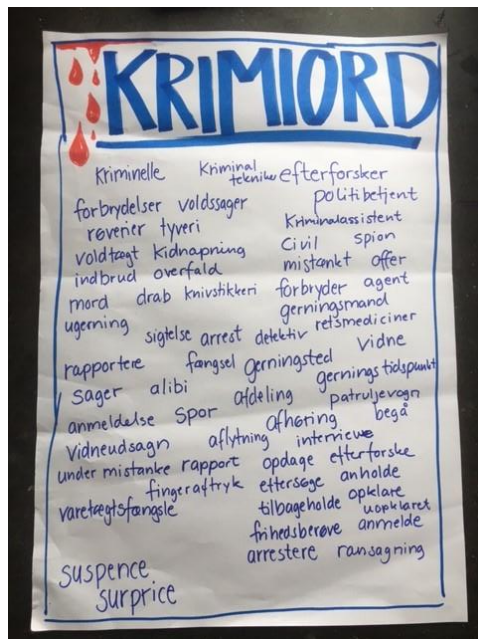 KRIMIORD
Kriminelle Kriminal tekniker efterforsker
forbrydelser voldssager politibetjent
røverier tyveri Kriminalassistent
voldtægt Kidnapning Civil spion
indbrud overfald mistænkt offer
mord drab knivstikkeri forbryder agent
ugerning gerningsmand
sigtelse arrest detektiv retsmediciner
rapportere fængsel gerningsted vidne
Sager alibi afdeling gerningstidspunkt
anmeldelse Spor patruljevogn
Vidneudsagn aflytning afhøring begå
interviewe
under mistanke rapport opdage efterforske
fingeraftryk eftersøge anholde
varetægtsfængsle tilbageholde opklare
uopklaret
frihedsberøve anmelde
arrestere ransagning
suspence
surprice